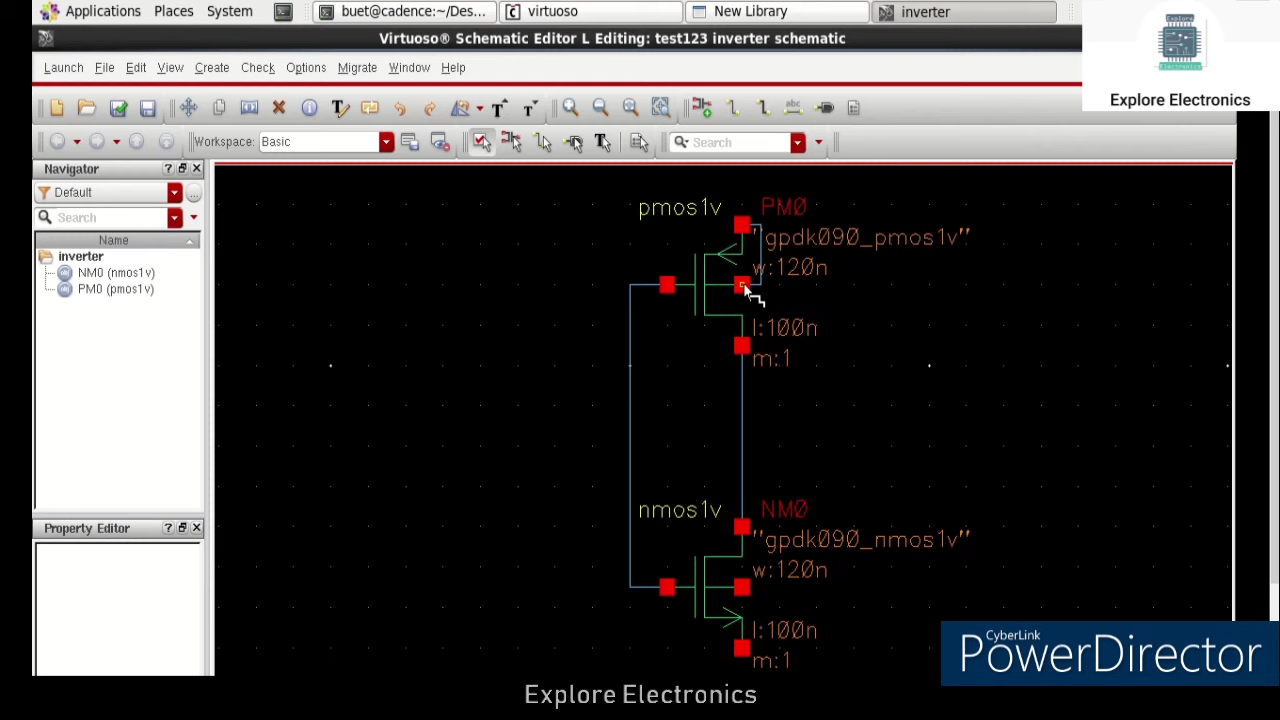 Applications Places System buet@cadence:~/Des... virtuoso New Library inverter
Virtuoso® Schematic Editor L Editing: test123 inverter schematic
Launch File Edit View Create Check Options Migrate Window Help
Explore
Electronics
Explore Electronics
Workspace: Basic Search
Navigator
Default
Search
Name
inverter
NM0 (nmos1v)
PM0 (pmos1v)
Property Editor
pmos1v PM0
"gpdk090_pmos1v"
w:120n
l:100n
m:1
nmos1v NM0
"gpdk090_nmos1v"
w:120n
l:100n
m:1
CyberLink
PowerDirector
Explore Electronics